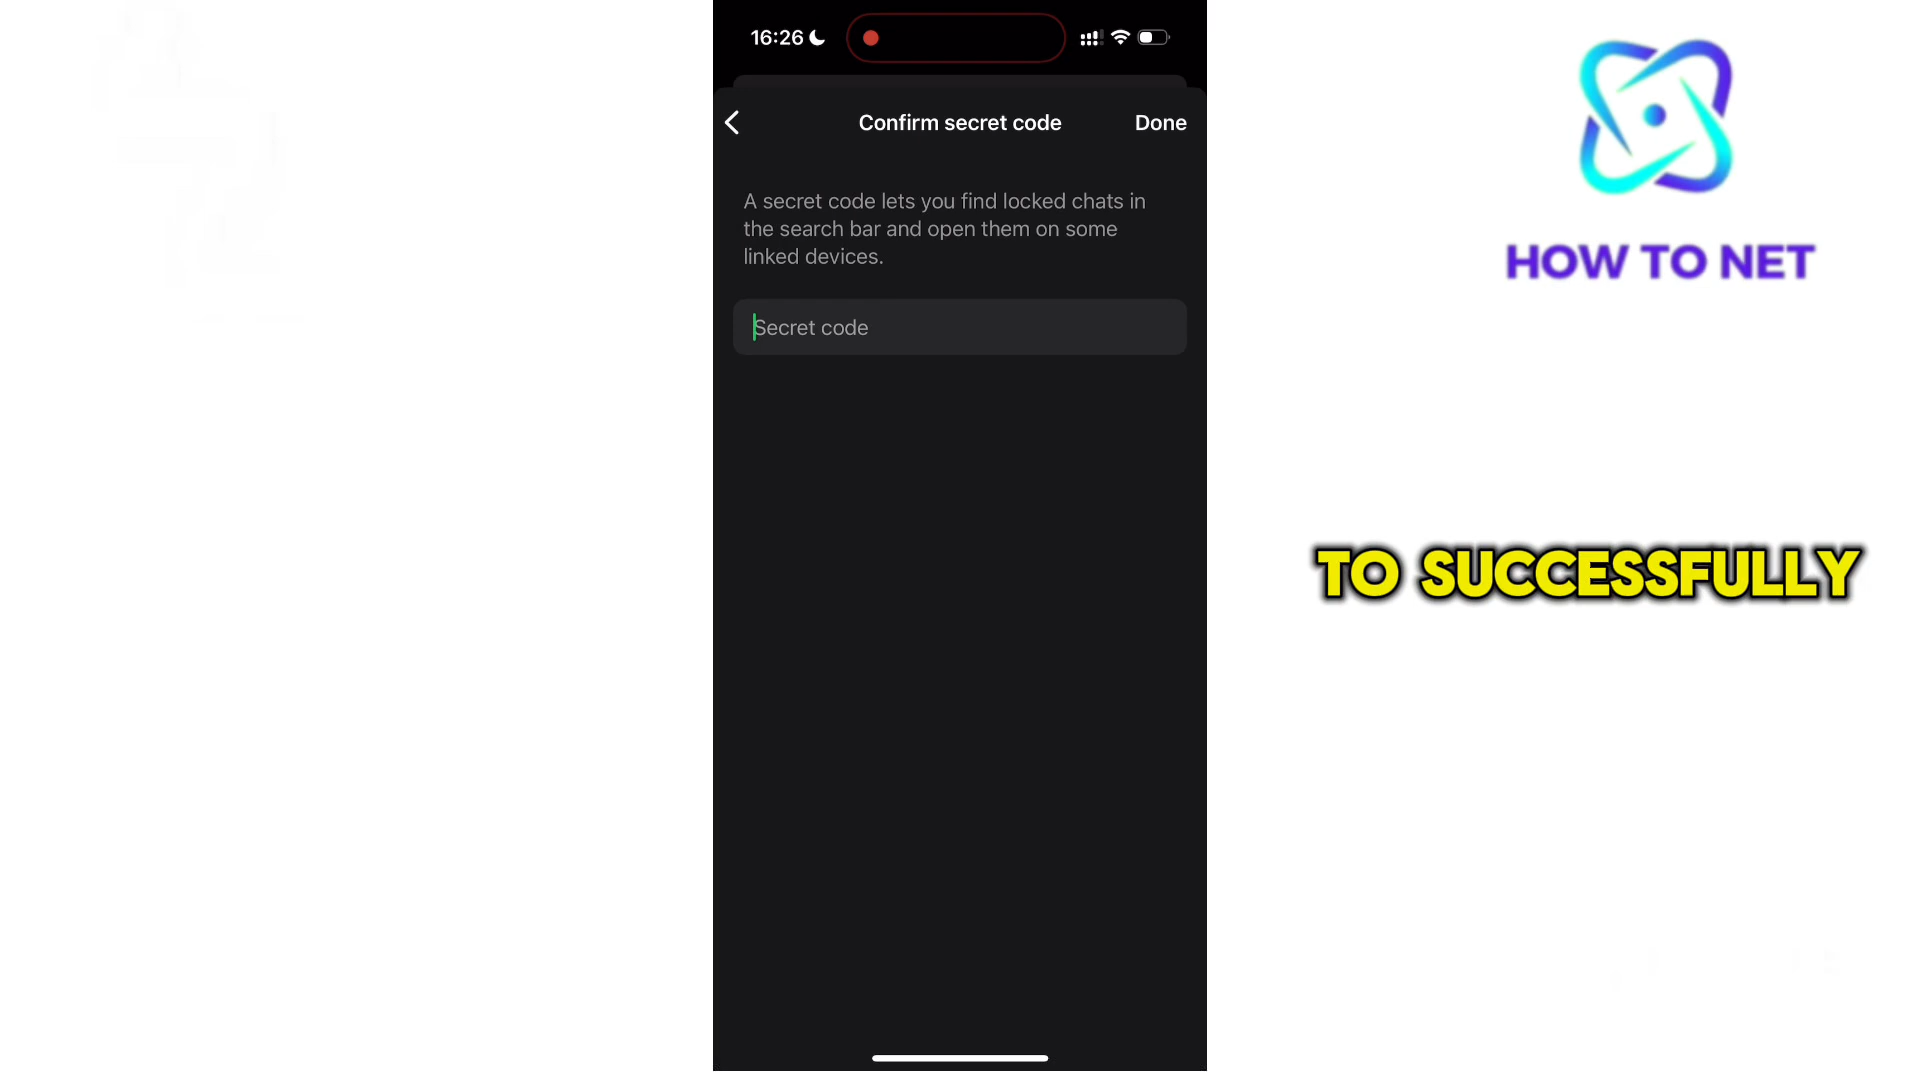 16:26
Confirm secret code
Done
A secret code lets you find locked chats in
the search bar and open them on some
linked devices.
Secret code
HOW TO NET
TO SUCCESSFULLY